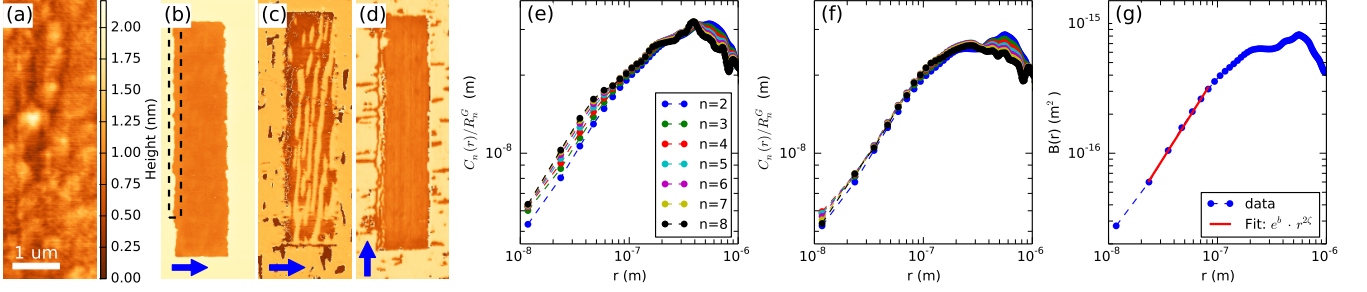 (a)
1 um
2.00
1.75
1.50
1.25
1.00
0.75
0.50
0.25
0.00
Height (nm)
(b)
(c)
(d)
(e)
C_n(r)/R_n^G (m)
10^-8
n=2
n=3
n=4
n=5
n=6
n=7
n=8
10^-8
10^-7
10^-6
r (m)
(f)
C_n(r)/R_n^G (m)
10^-8
10^-8
10^-7
10^-6
r (m)
(g)
B(r) (m^2)
10^-15
10^-16
data
Fit: e^b · r^2ζ
10^-8
10^-7
10^-6
r (m)